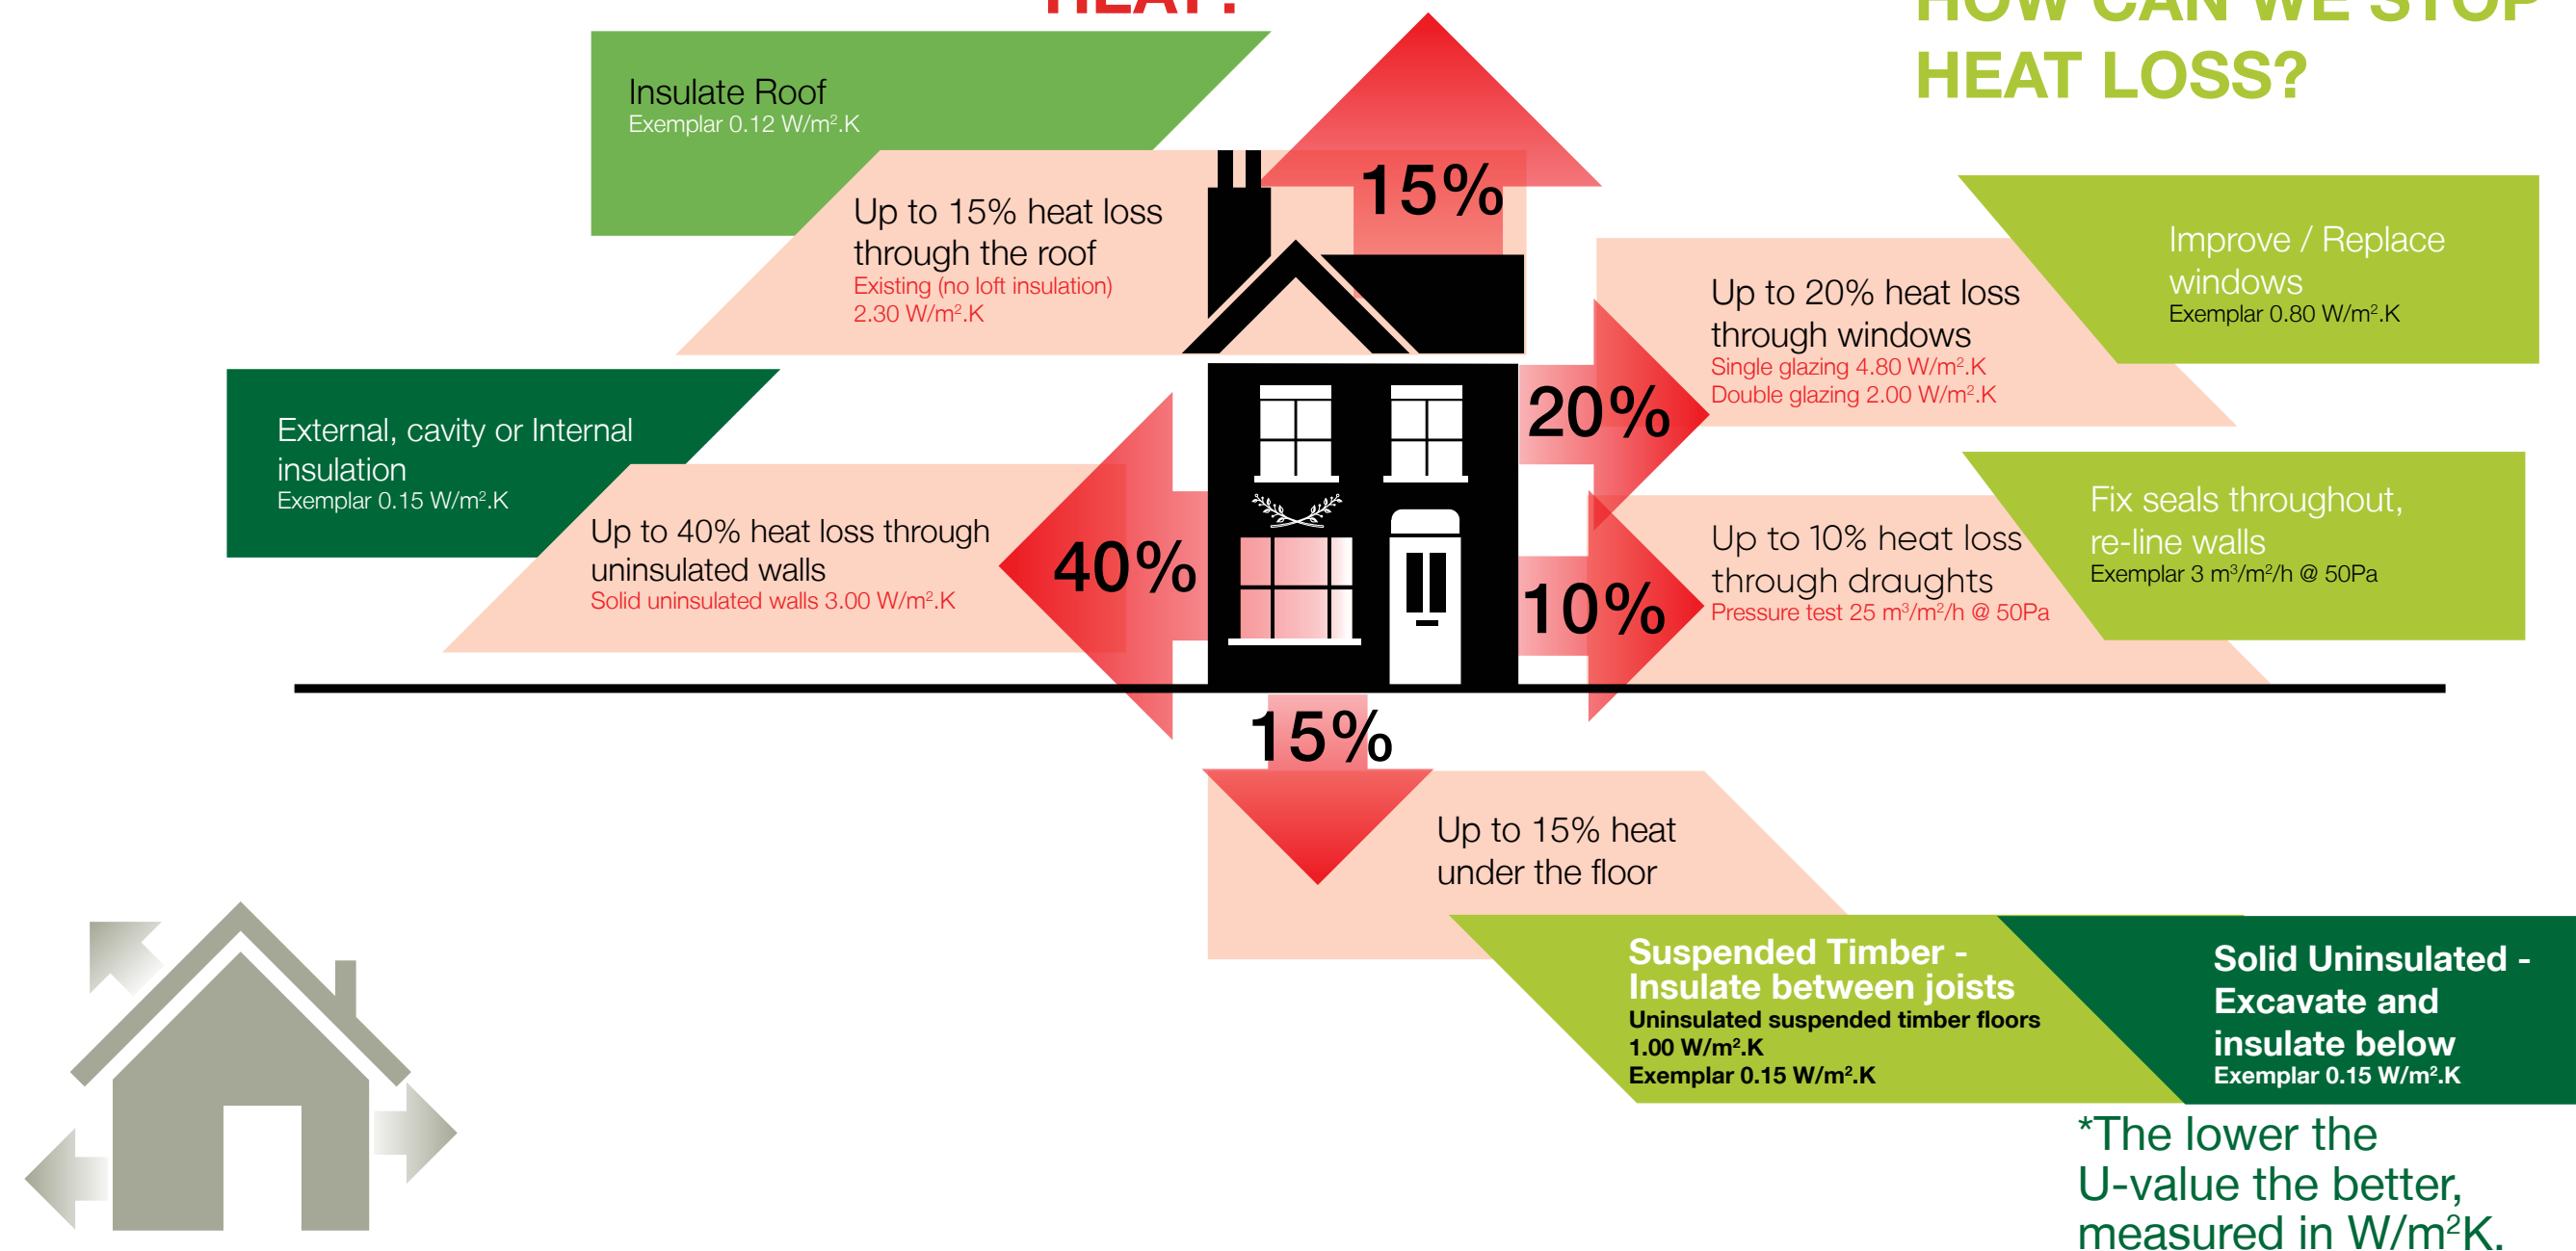 HEAT?
HOW CAN WE STOP
HEAT LOSS?
Insulate Roof
Exemplar 0.12 W/m².K
Up to 15% heat loss
through the roof
Existing (no loft insulation)
2.30 W/m².K
15%
Improve / Replace
windows
Exemplar 0.80 W/m².K
Up to 20% heat loss
through windows
Single glazing 4.80 W/m².K
Double glazing 2.00 W/m².K
20%
External, cavity or Internal
insulation
Exemplar 0.15 W/m².K
Up to 40% heat loss through
uninsulated walls
Solid uninsulated walls 3.00 W/m².K
40%
Fix seals throughout,
re-line walls
Exemplar 3 m³/m²/h @ 50Pa
Up to 10% heat loss
through draughts
Pressure test 25 m³/m²/h @ 50Pa
10%
15%
Up to 15% heat
under the floor
Suspended Timber -
Insulate between joists
Uninsulated suspended timber floors
1.00 W/m².K
Exemplar 0.15 W/m².K
Solid Uninsulated -
Excavate and
insulate below
Exemplar 0.15 W/m².K
*The lower the
U-value the better,
measured in W/m²K.